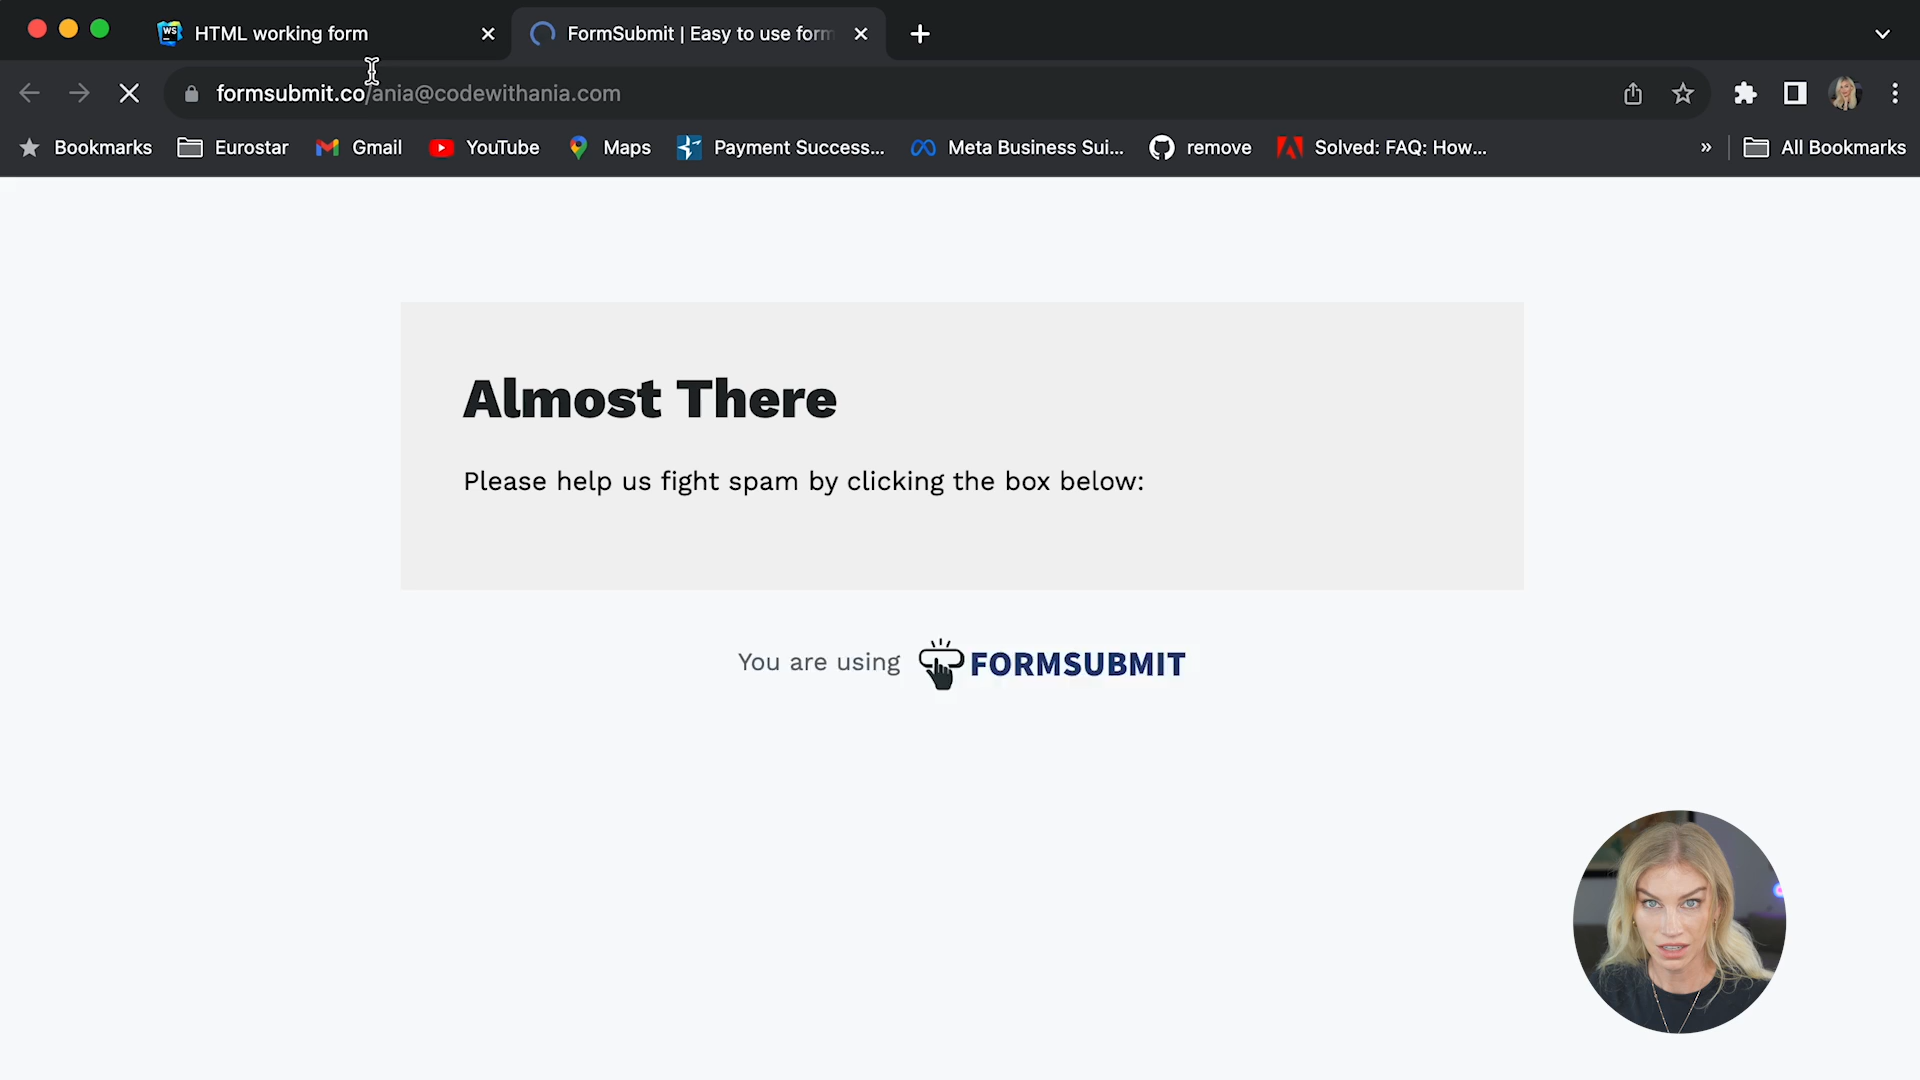 WS HTML working form
FormSubmit | Easy to use form
formsubmit.co/ania@codewithania.com
Bookmarks Eurostar Gmail YouTube Maps Payment Success... Meta Business Sui... remove Solved: FAQ: How... » All Bookmarks
Almost There
Please help us fight spam by clicking the box below:
You are using FORMSUBMIT